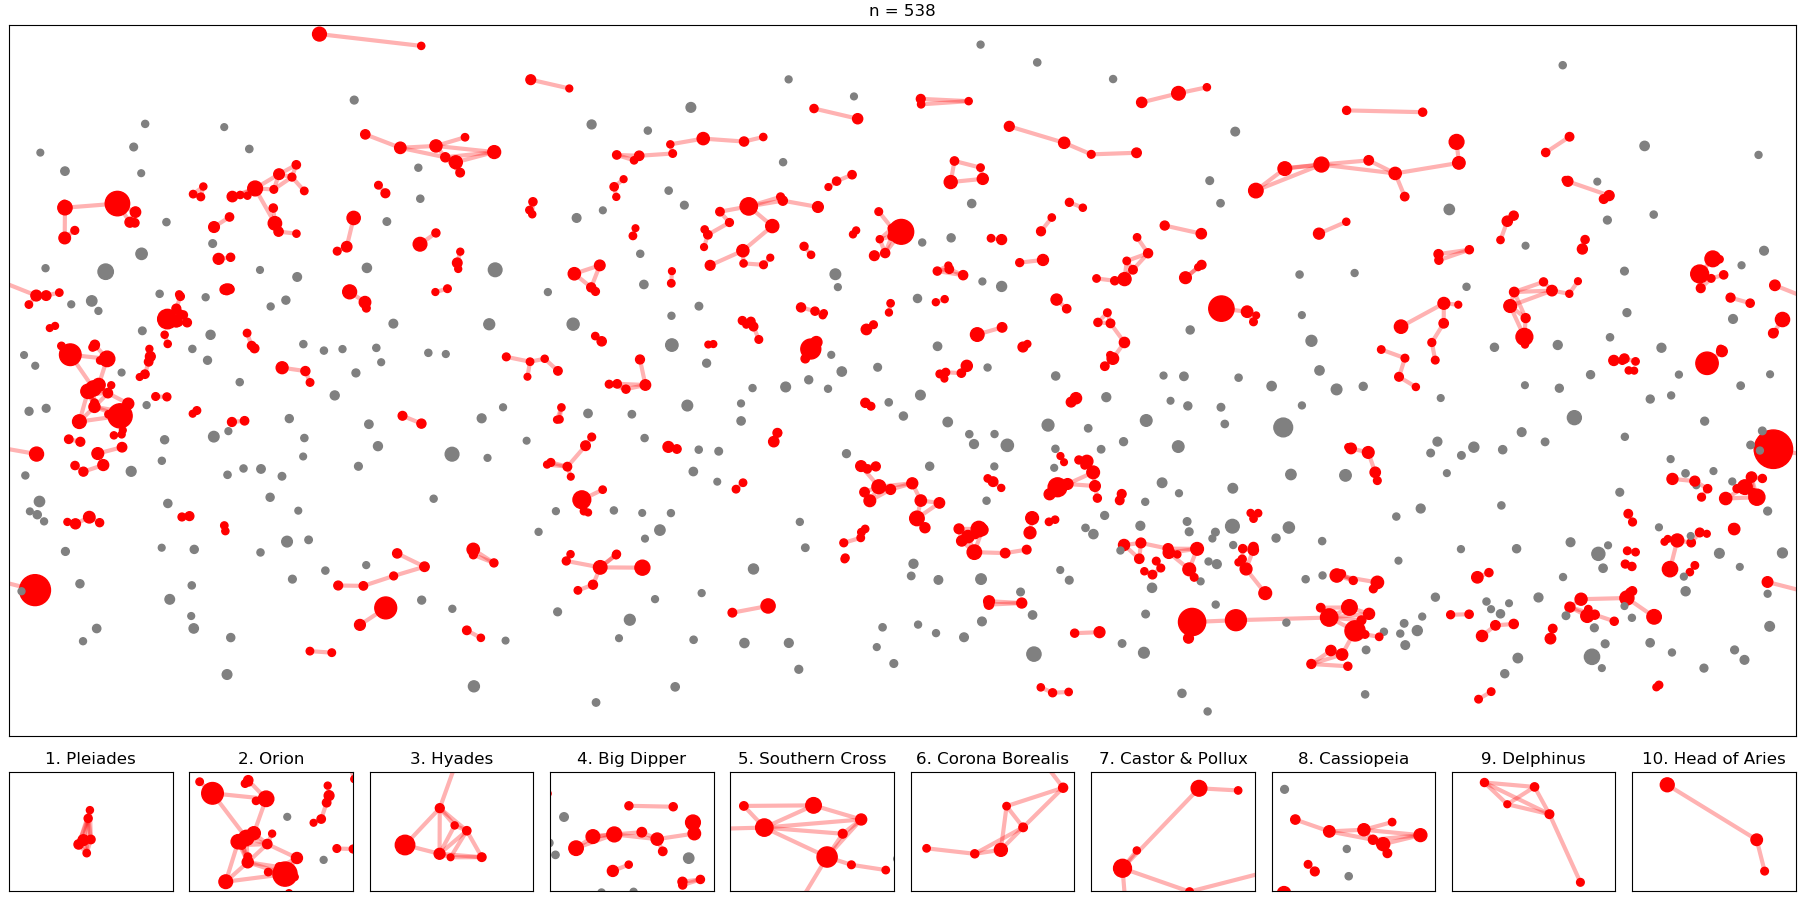 n = 538
1. Pleiades
2. Orion
3. Hyades
4. Big Dipper
5. Southern Cross
6. Corona Borealis
7. Castor & Pollux
8. Cassiopeia
9. Delphinus
10. Head of Aries